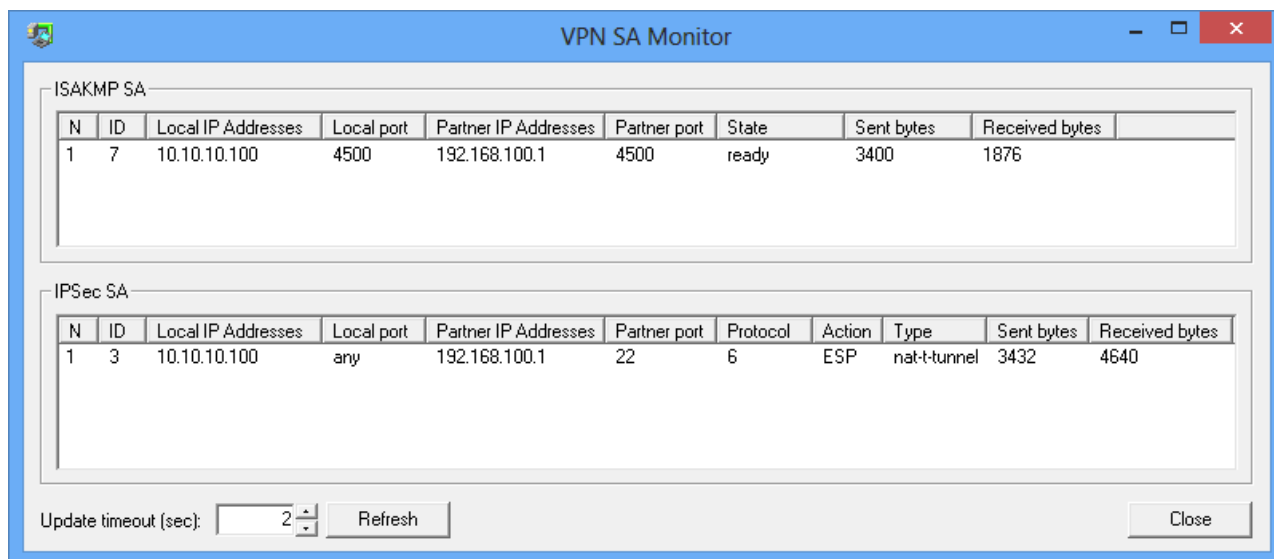 VPN SA Monitor
ISAKMP SA
N ID Local IP Addresses Local port Partner IP Addresses Partner port State Sent bytes Received bytes
1 7 10.10.10.100 4500 192.168.100.1 4500 ready 3400 1876
IPSec SA
N ID Local IP Addresses Local port Partner IP Addresses Partner port Protocol Action Type Sent bytes Received bytes
1 3 10.10.10.100 any 192.168.100.1 22 6 ESP nat-t-tunnel 3432 4640
Update timeout (sec): 2 Refresh Close